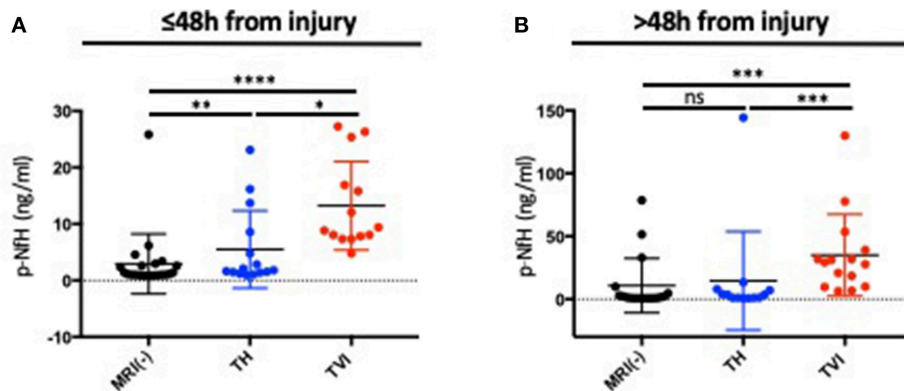 A
≤48h from injury
****
**
*
30
20
10
0
-10
p-NfH (ng/ml)
MRI(-)
TH
TVI
B
>48h from injury
***
ns
***
150
100
50
0
p-NfH (ng/ml)
MRI(-)
TH
TVI